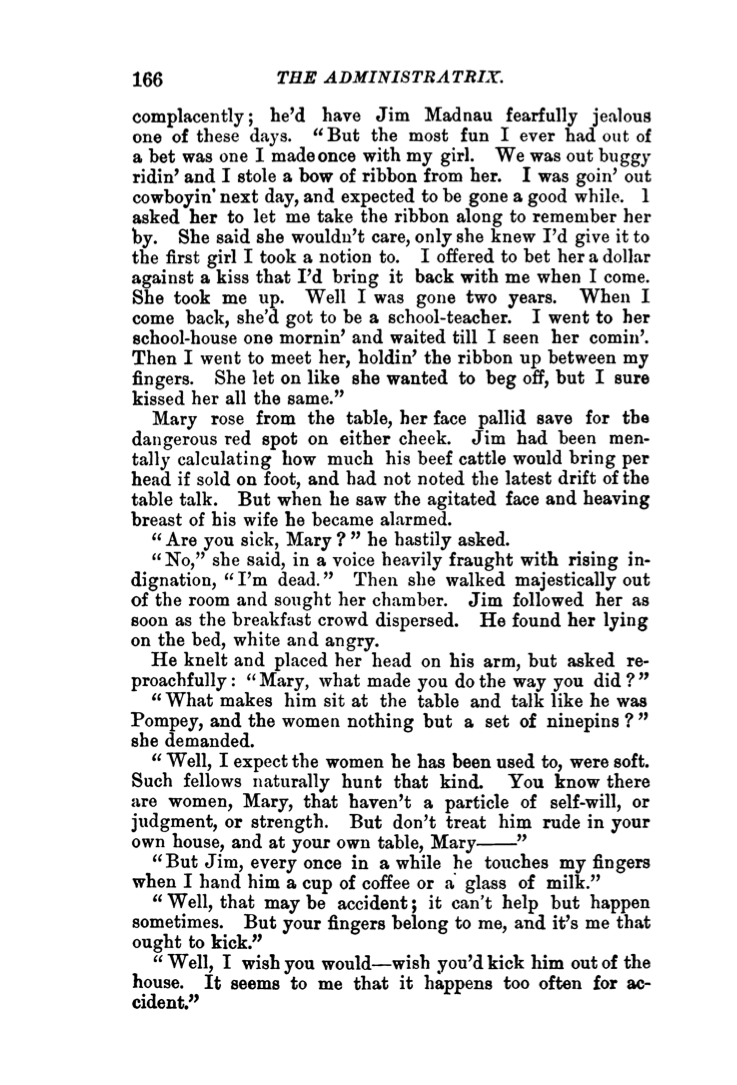 166 THE ADMINISTRATRIX.
complacently; he'd have Jim Madnau fearfully jealous
one of these days. "But the most fun I ever had out of
a bet was one I made once with my girl. We was out buggy
ridin' and I stole a bow of ribbon from her. I was goin' out
cowboyin' next day, and expected to be gone a good while. I
asked her to let me take the ribbon along to remember her
by. She said she wouldn't care, only she knew I'd give it to
the first girl I took a notion to. I offered to bet her a dollar
against a kiss that I'd bring it back with me when I come.
She took me up. Well I was gone two years. When I
come back, she'd got to be a school-teacher. I went to her
school-house one mornin' and waited till I seen her comin'.
Then I went to meet her, holdin' the ribbon up between my
fingers. She let on like she wanted to beg off, but I sure
kissed her all the same."
Mary rose from the table, her face pallid save for the
dangerous red spot on either cheek. Jim had been men-
tally calculating how much his beef cattle would bring per
head if sold on foot, and had not noted the latest drift of the
table talk. But when he saw the agitated face and heaving
breast of his wife he became alarmed.
"Are you sick, Mary?" he hastily asked.
"No," she said, in a voice heavily fraught with rising in-
dignation, "I'm dead." Then she walked majestically out
of the room and sought her chamber. Jim followed her as
soon as the breakfast crowd dispersed. He found her lying
on the bed, white and angry.
He knelt and placed her head on his arm, but asked re-
proachfully: "Mary, what made you do the way you did?"
"What makes him sit at the table and talk like he was
Pompey, and the women nothing but a set of ninepins?"
she demanded.
"Well, I expect the women he has been used to, were soft.
Such fellows naturally hunt that kind. You know there
are women, Mary, that haven't a particle of self-will, or
judgment, or strength. But don't treat him rude in your
own house, and at your own table, Mary——"
"But Jim, every once in a while he touches my fingers
when I hand him a cup of coffee or a glass of milk."
"Well, that may be accident; it can't help but happen
sometimes. But your fingers belong to me, and it's me that
ought to kick."
"Well, I wish you would—wish you'd kick him out of the
house. It seems to me that it happens too often for ac-
cident."